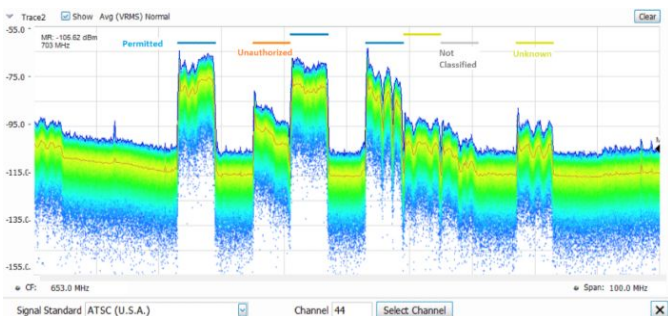 Trace2 Show Avg (VRMS) Normal Clear
-55.0
MR: -105.62 dBm
703 MHz
Permitted
Unauthorized
Not
Classified
Unknown
-75.0
-95.0
-115.0
-135.0
-155.0
CF: 653.0 MHz Span: 100.0 MHz
Signal Standard ATSC (U.S.A.) Channel 44 Select Channel X